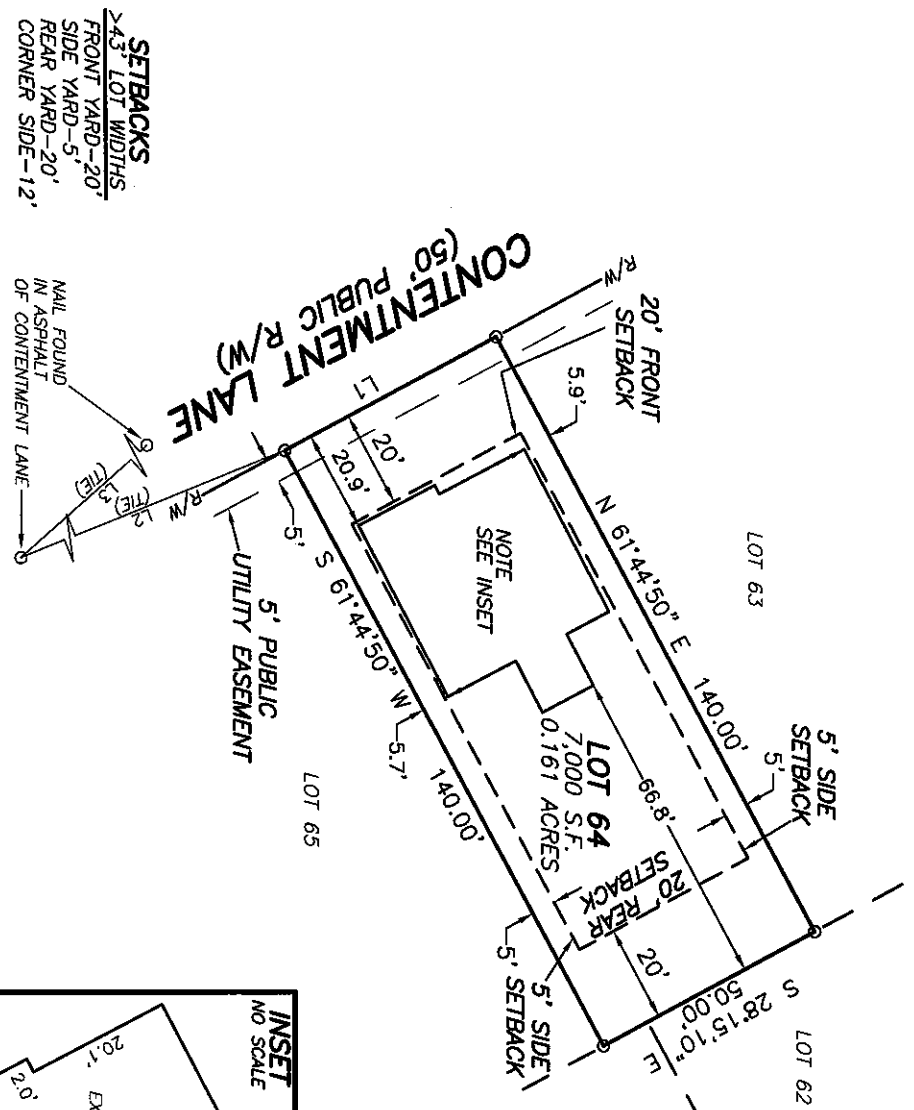 SETBACKS
>43' LOT WIDTHS
FRONT YARD-20'
SIDE YARD-5'
REAR YARD-20'
CORNER SIDE-12'
NAIL FOUND
IN ASPHALT
OF CONTENTMENT LANE
L3
(TIE)
L2
(TIE)
CONTENTMENT LANE
(50' PUBLIC R/W)
R/W
R/W
L1
20' FRONT
SETBACK
5.9'
20'
20.9'
5'
5' PUBLIC
UTILITY EASEMENT
NOTE
SEE INSET
N 61°44'50" E 140.00'
LOT 63
5' SIDE
SETBACK
5'
S 61°44'50" W 140.00'
5.7'
LOT 65
LOT 64
7,000 S.F.
0.161 ACRES
66.8'
20' REAR
SETBACK
20'
5'
5' SIDE
SETBACK
S 28°15'10" E
50.00'
LOT 62
INSET
NO SCALE
20.1'
2.0'
EX